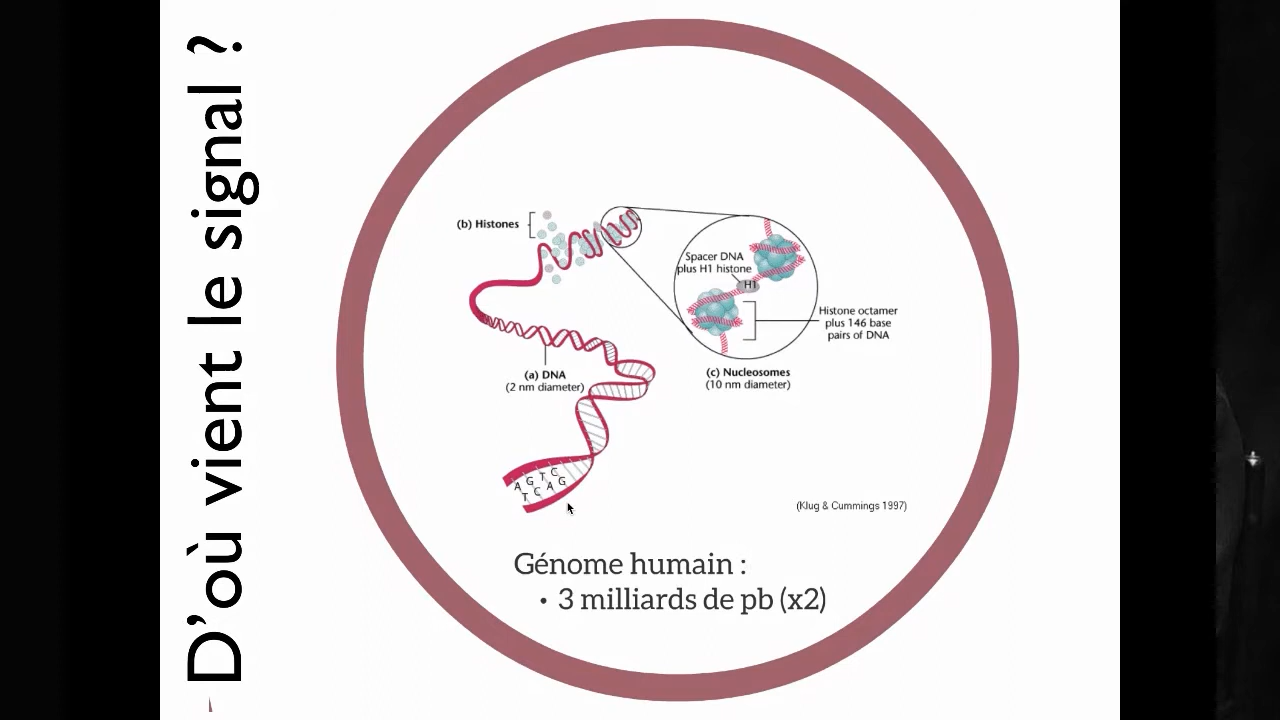 D’où vient le signal ?
(b) Histones
Spacer DNA
plus H1 histone
H1
Histone octamer
plus 146 base
pairs of DNA
(a) DNA
(2 nm diameter)
(c) Nucleosomes
(10 nm diameter)
A G T C
T C A G
(Klug & Cummings 1997)
Génome humain :
• 3 milliards de pb (x2)